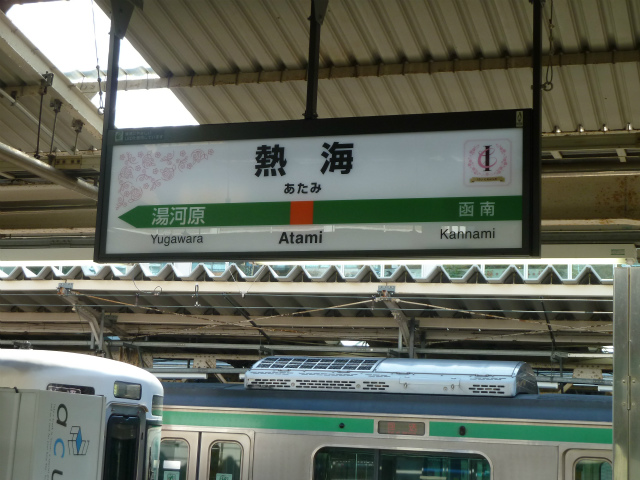 熱海
あたみ
湯河原
函南
Yugawara
Atami
Kannami